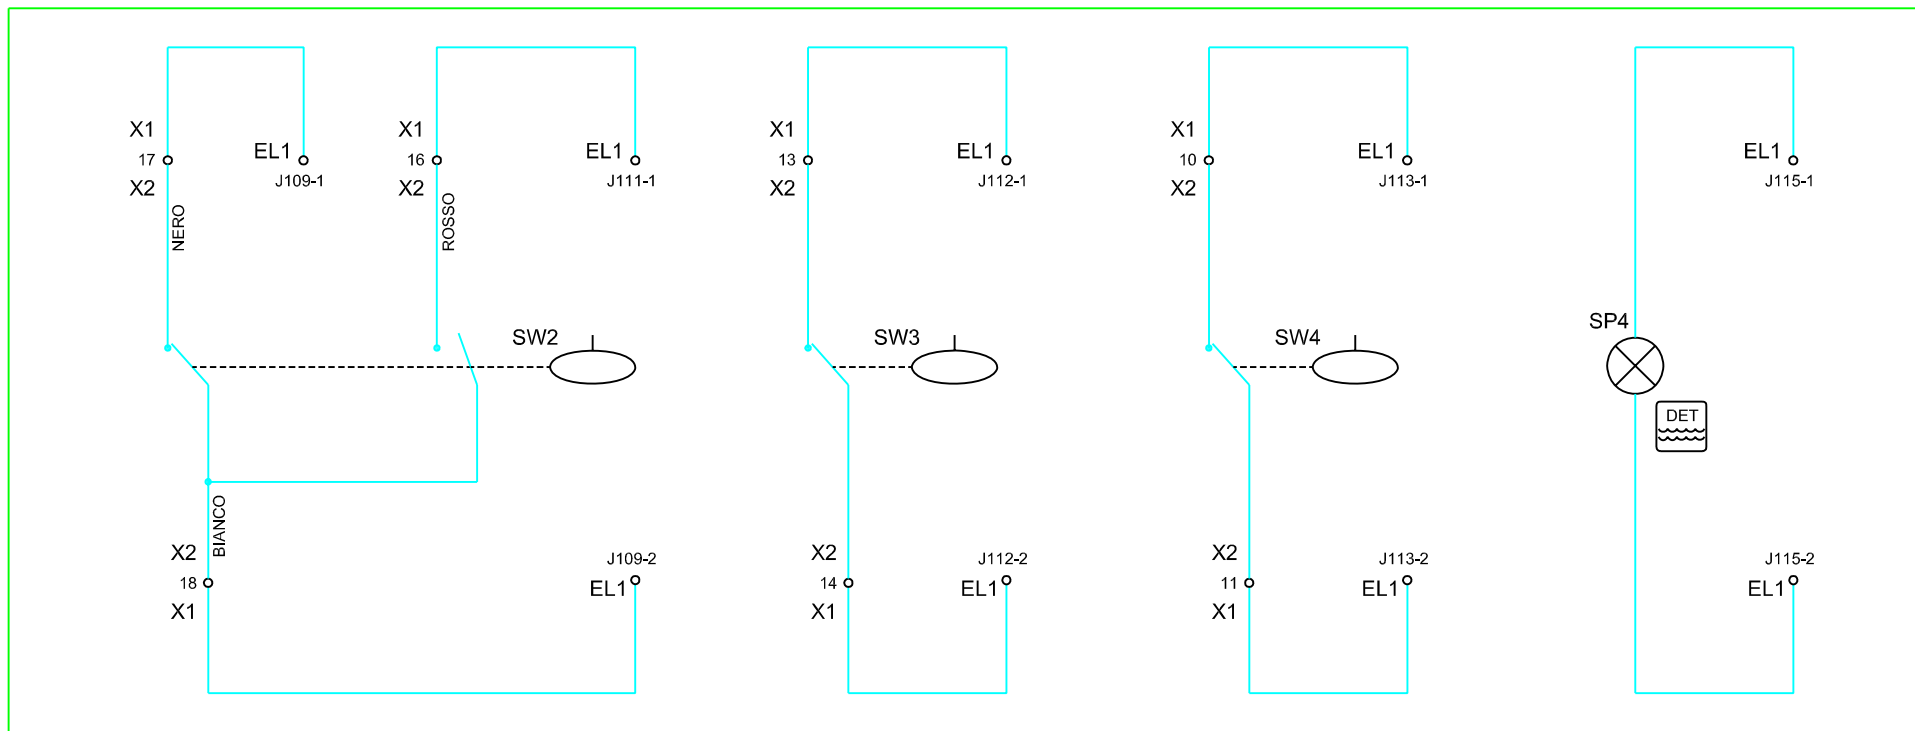 X1
17
X2
EL1
J109-1
NERO
X1
16
X2
EL1
J111-1
ROSSO
X1
13
X2
EL1
J112-1
X1
10
X2
EL1
J113-1
EL1
J115-1
SW2
SW3
SW4
SP4
DET
BIANCO
X2
18
X1
J109-2
EL1
X2
14
X1
J112-2
EL1
X2
11
X1
J113-2
EL1
J115-2
EL1